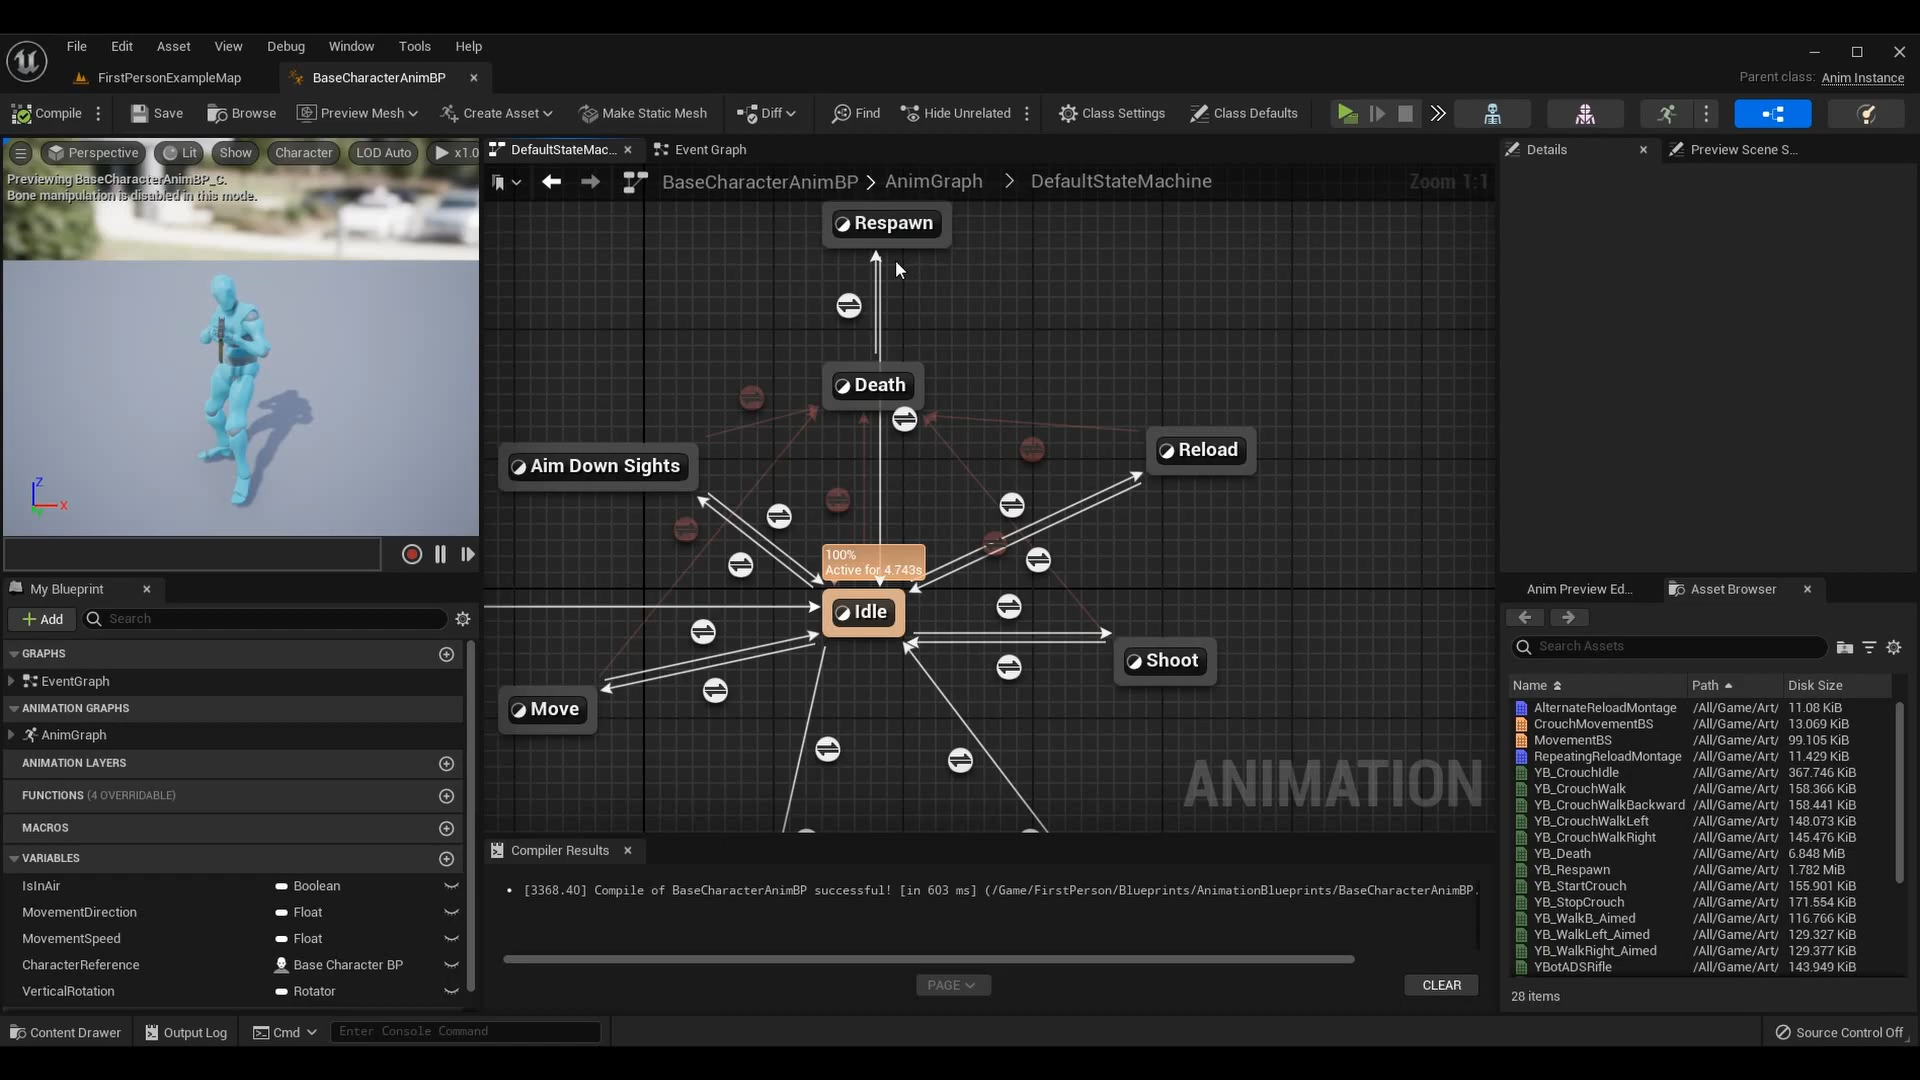 File Edit Asset View Debug Window Tools Help
FirstPersonExampleMap BaseCharacterAnimBP
Parent class: Anim Instance
Compile Save Browse Preview Mesh Create Asset Make Static Mesh Diff Find Hide Unrelated Class Settings Class Defaults
Perspective Lit Show Character LOD Auto x1.0
Previewing BaseCharacterAnimBP_C.
Bone manipulation is disabled in this mode.
Z
X
DefaultStateMac... Event Graph
BaseCharacterAnimBP > AnimGraph > DefaultStateMachine
Zoom 1:1
Respawn
Death
Aim Down Sights
Reload
100%
Active for 4.743s
Idle
Shoot
Move
ANIMATION
Details Preview Scene S...
My Blueprint
Add Search
GRAPHS
EventGraph
ANIMATION GRAPHS
AnimGraph
ANIMATION LAYERS
FUNCTIONS (4 OVERRIDABLE)
MACROS
VARIABLES
IsInAir Boolean
MovementDirection Float
MovementSpeed Float
CharacterReference Base Character BP
VerticalRotation Rotator
Compiler Results
• [3368.40] Compile of BaseCharacterAnimBP successful! [in 603 ms] (/Game/FirstPerson/Blueprints/AnimationBlueprints/BaseCharacterAnimBP.
PAGE CLEAR
Anim Preview Ed... Asset Browser
Search Assets
Name Path Disk Size
AlternateReloadMontage /All/Game/Art/ 11.08 KiB
CrouchMovementBS /All/Game/Art/ 13.069 KiB
MovementBS /All/Game/Art/ 99.105 KiB
RepeatingReloadMontage /All/Game/Art/ 11.429 KiB
YB_CrouchIdle /All/Game/Art/ 367.746 KiB
YB_CrouchWalk /All/Game/Art/ 158.366 KiB
YB_CrouchWalkBackward /All/Game/Art/ 158.441 KiB
YB_CrouchWalkLeft /All/Game/Art/ 148.073 KiB
YB_CrouchWalkRight /All/Game/Art/ 145.476 KiB
YB_Death /All/Game/Art/ 6.848 MiB
YB_Respawn /All/Game/Art/ 1.782 MiB
YB_StartCrouch /All/Game/Art/ 155.901 KiB
YB_StopCrouch /All/Game/Art/ 171.554 KiB
YB_WalkB_Aimed /All/Game/Art/ 116.766 KiB
YB_WalkLeft_Aimed /All/Game/Art/ 129.327 KiB
YB_WalkRight_Aimed /All/Game/Art/ 129.377 KiB
YBotADSRifle /All/Game/Art/ 143.949 KiB
28 items
Content Drawer Output Log Cmd Enter Console Command Source Control Off